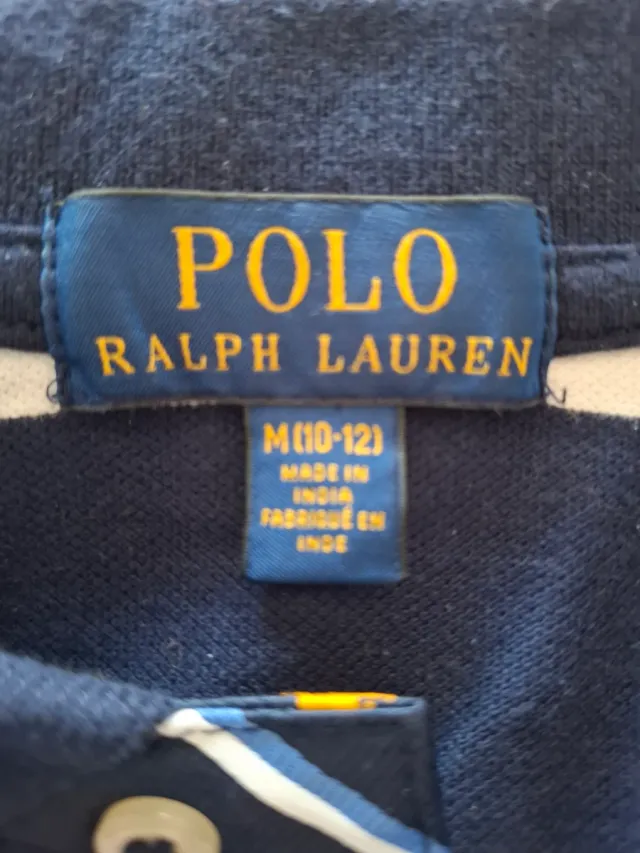 POLO
RALPH LAUREN
M(10-12)
MADE IN
INDIA
FABRIQUÉ EN
INDE